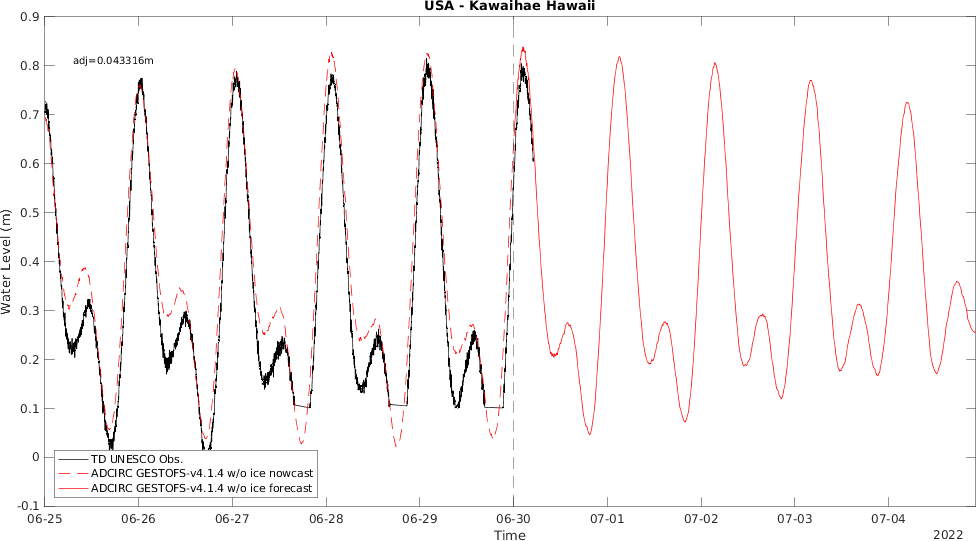 USA - Kawaihae Hawaii
0.9
0.8
0.7
0.6
0.5
0.4
0.3
0.2
0.1
0
-0.1
Water Level (m)
adj=0.043316m
TD UNESCO Obs.
ADCIRC GESTOFS-v4.1.4 w/o ice nowcast
ADCIRC GESTOFS-v4.1.4 w/o ice forecast
06-25 06-26 06-27 06-28 06-29 06-30 07-01 07-02 07-03 07-04
Time
2022